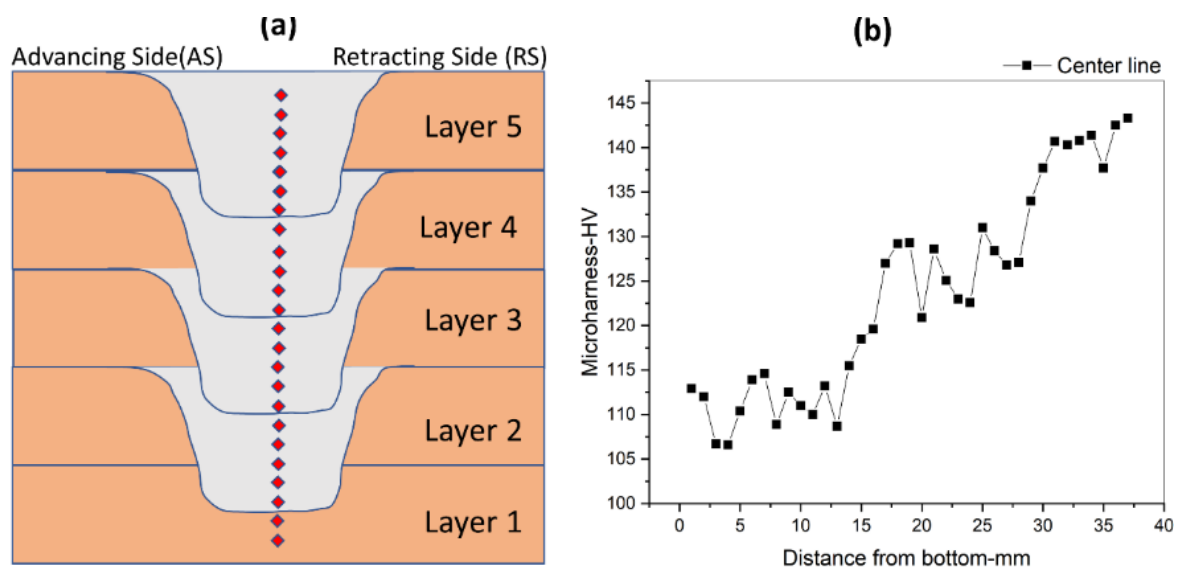 (a)
Advancing Side(AS) Retracting Side (RS)
Layer 5
Layer 4
Layer 3
Layer 2
Layer 1
(b)
Center line
Microharness-HV
145
140
135
130
125
120
115
110
105
100
0 5 10 15 20 25 30 35 40
Distance from bottom-mm